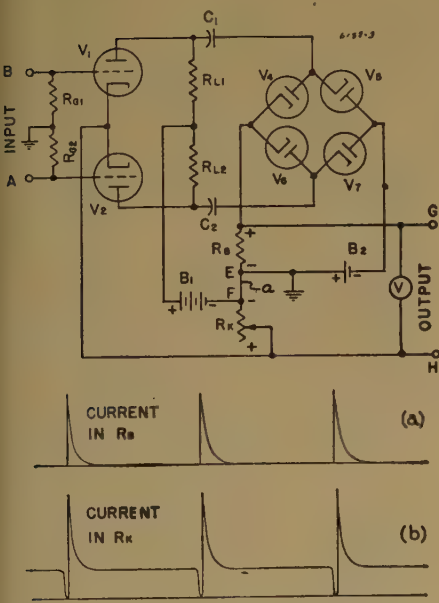 C1
V1
B
RG1
INPUT
RG2
A
V2
RL1
RL2
C2
V4
V5
V6
V7
G
+
RB
-
E
B2
+ -
a
V
OUTPUT
B1
+ -
F
-
RK
+
H
CURRENT
IN RB
(a)
CURRENT
IN RK
(b)